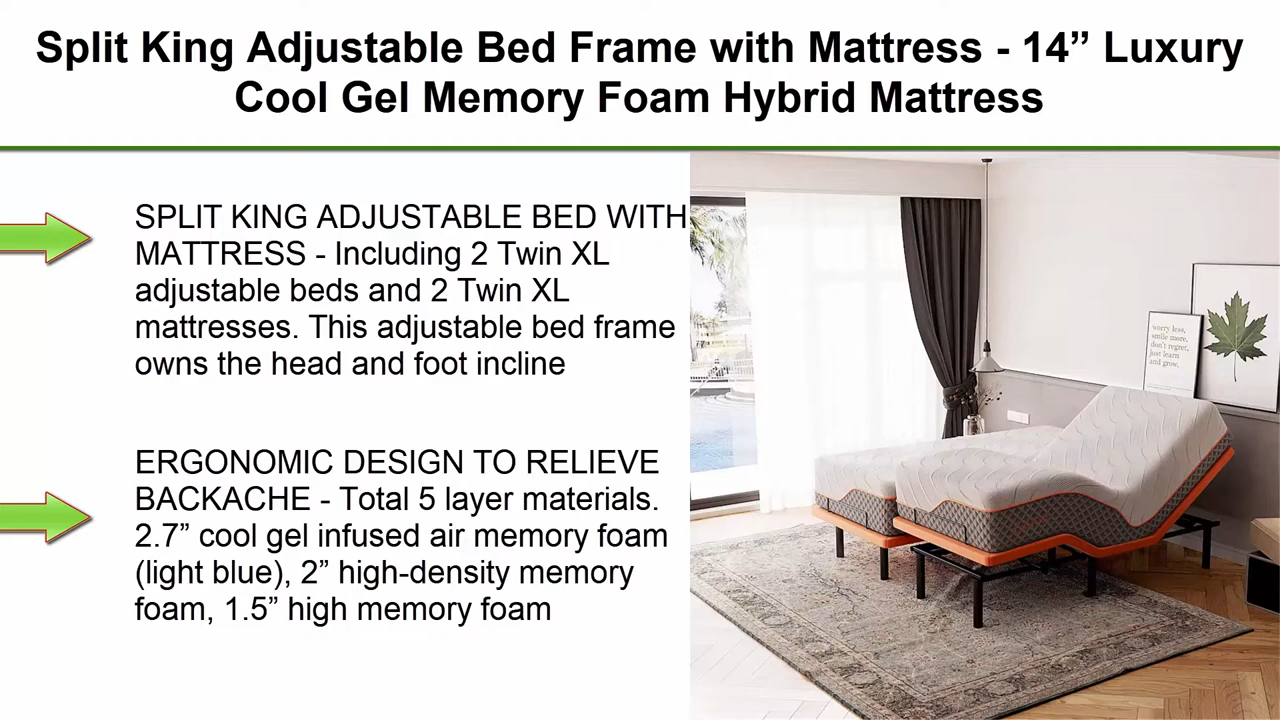 Split King Adjustable Bed Frame with Mattress - 14” Luxury
Cool Gel Memory Foam Hybrid Mattress
SPLIT KING ADJUSTABLE BED WITH
MATTRESS - Including 2 Twin XL
adjustable beds and 2 Twin XL
mattresses. This adjustable bed frame
owns the head and foot incline
ERGONOMIC DESIGN TO RELIEVE
BACKACHE - Total 5 layer materials.
2.7” cool gel infused air memory foam
(light blue), 2” high-density memory
foam, 1.5” high memory foam
worry less,
smile more,
don't regret,
just learn
and grow.